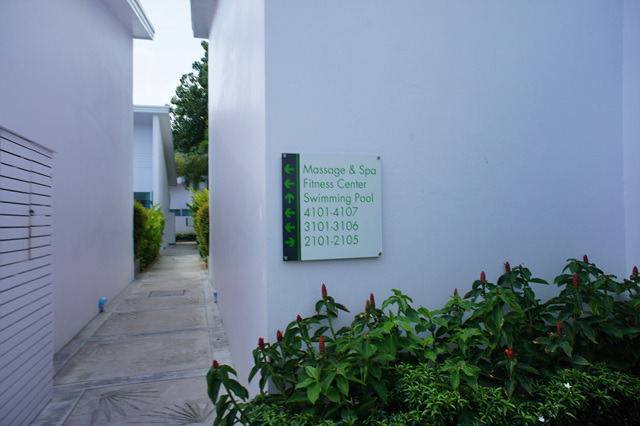 ← Massage & Spa
← Fitness Center
↑ Swimming Pool
← 4101-4107
← 3101-3106
→ 2101-2105